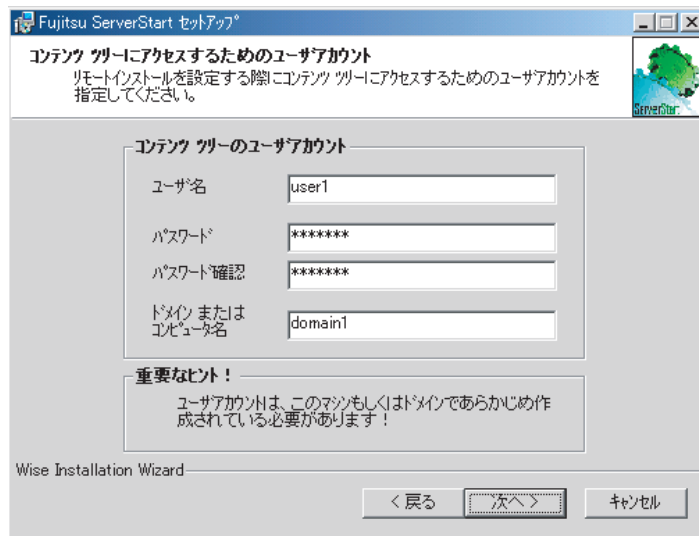 Fujitsu ServerStart セットアップ
コンテンツ ツリーにアクセスするためのユーザアカウント
リモートインストールを設定する際にコンテンツ ツリーにアクセスするためのユーザアカウントを
指定してください。
ServerStart
コンテンツ ツリーのユーザアカウント
ユーザ名
user1
パスワード
*******
パスワード確認
*******
ドメイン または
コンピュータ名
domain1
重要なヒント！
ユーザアカウントは、このマシンもしくはドメインであらかじめ作
成されている必要があります！
Wise Installation Wizard
< 戻る
次へ >
キャンセル